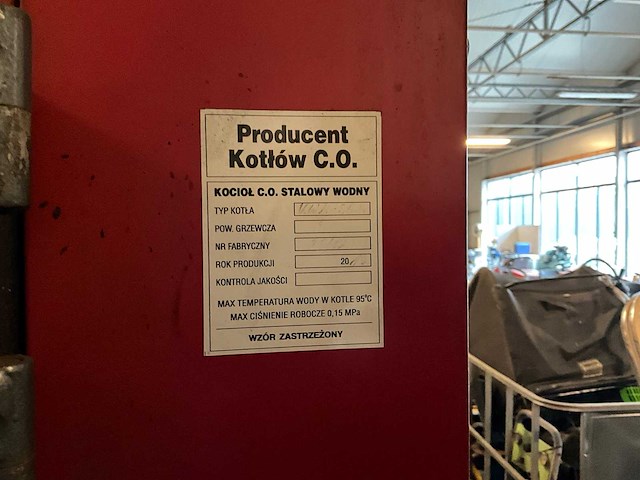 Producent
Kotłów C.O.
KOCIOŁ C.O. STALOWY WODNY
TYP KOTŁA
POW. GRZEWCZA
NR FABRYCZNY
ROK PRODUKCJI 20
KONTROLA JAKOŚCI
MAX TEMPERATURA WODY W KOTLE 95°C
MAX CIŚNIENIE ROBOCZE 0,15 MPa
WZÓR ZASTRZEŻONY